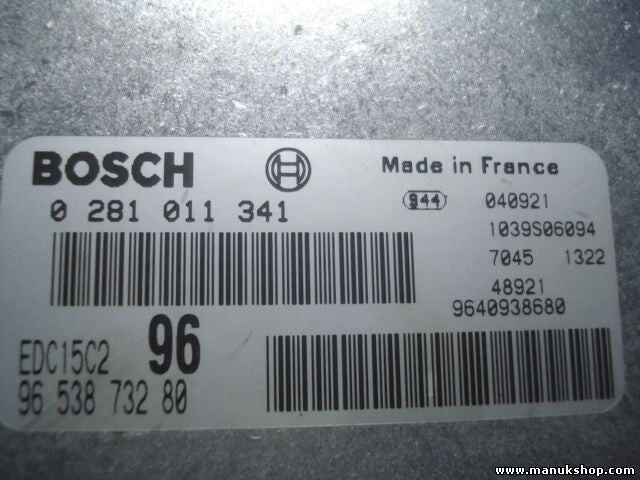 BOSCH Made in France
0 281 011 341 944 040921
1039S06094
7045 1322
48921
9640938680
EDC15C2 96
96 538 732 80
www.manukshop.com